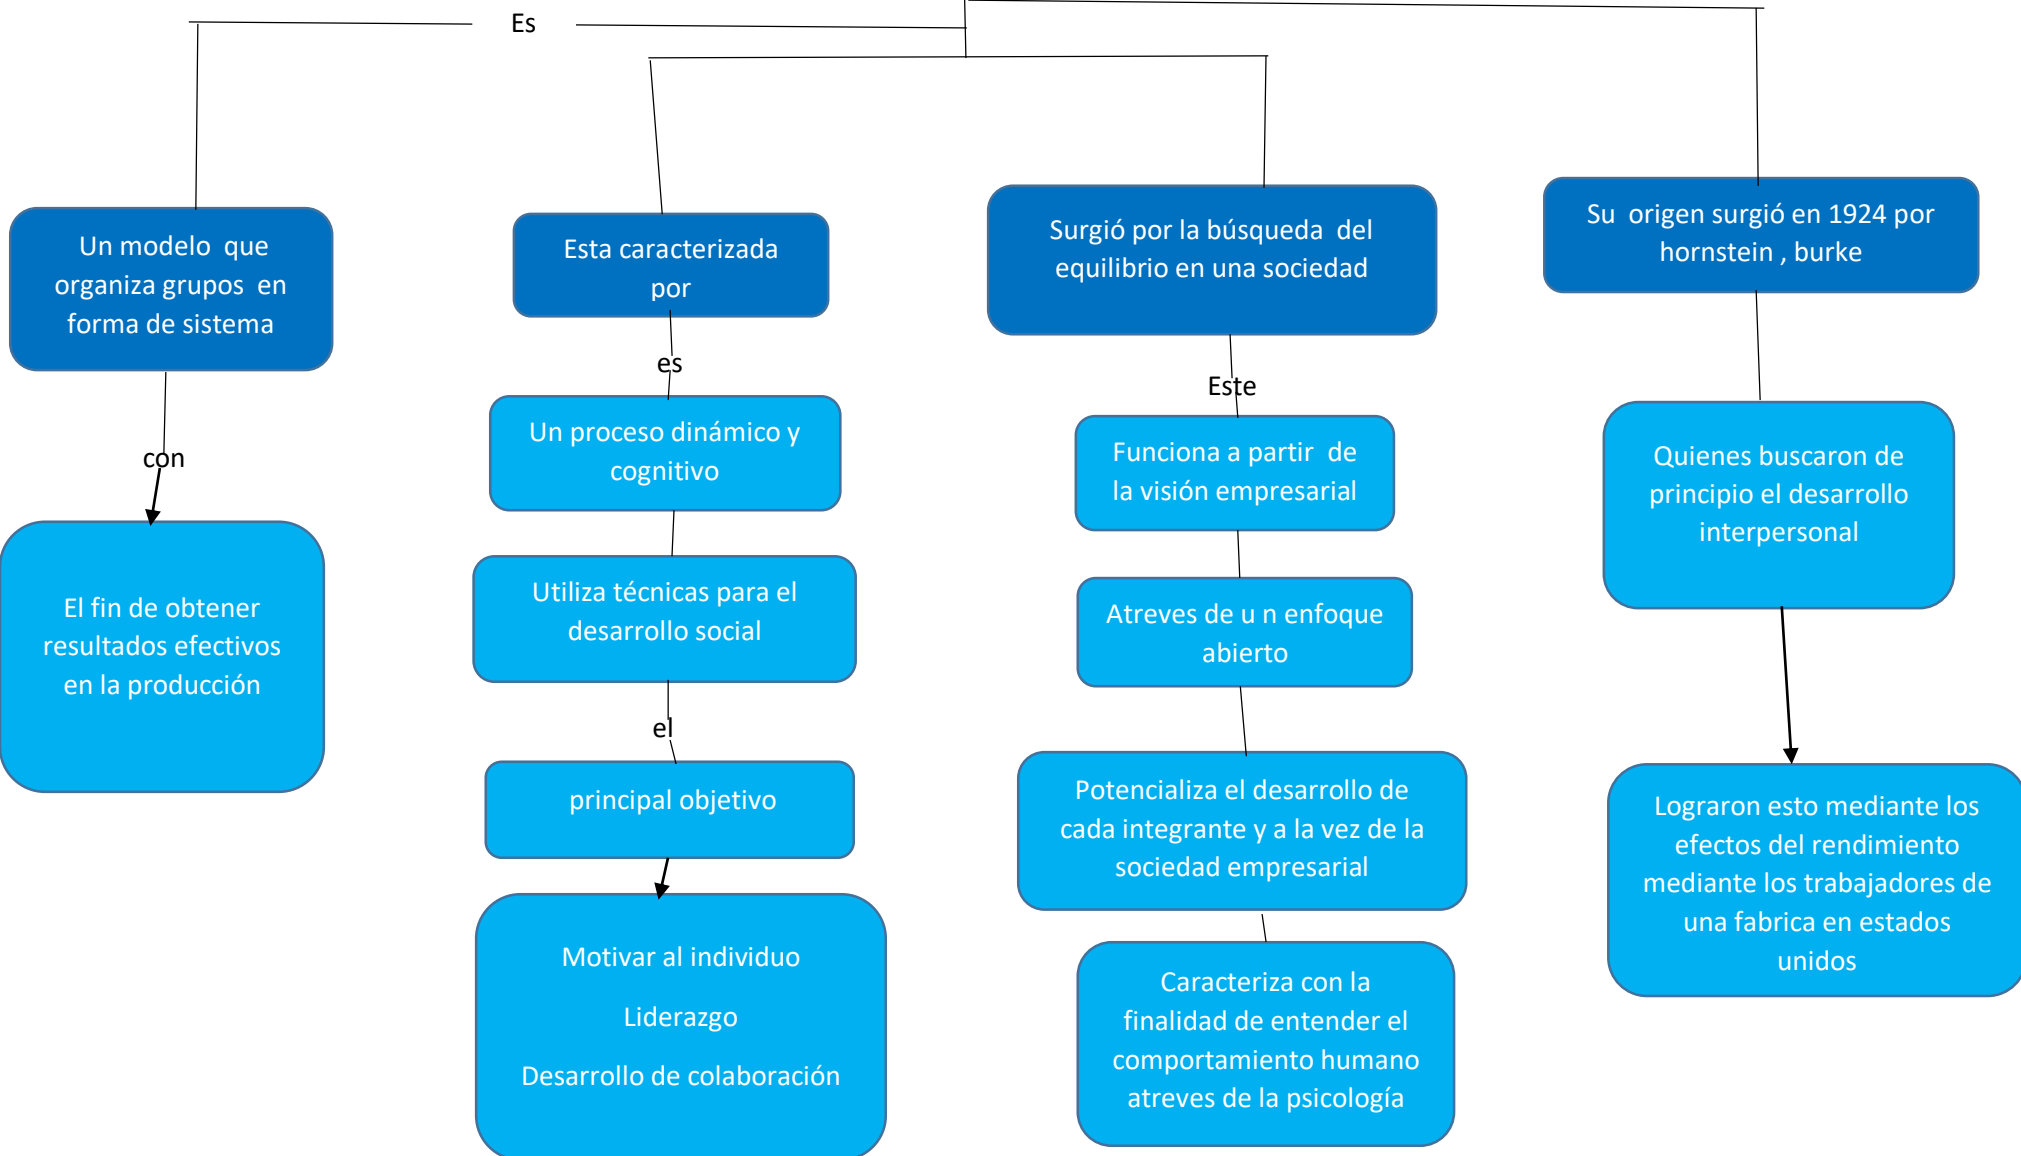 Es
Un modelo que
organiza grupos en
forma de sistema
con
El fin de obtener
resultados efectivos
en la producción
Esta caracterizada
por
es
Un proceso dinámico y
cognitivo
Utiliza técnicas para el
desarrollo social
el
principal objetivo
Motivar al individuo
Liderazgo
Desarrollo de colaboración
Surgió por la búsqueda del
equilibrio en una sociedad
Este
Funciona a partir de
la visión empresarial
Atreves de u n enfoque
abierto
Potencializa el desarrollo de
cada integrante y a la vez de la
sociedad empresarial
Caracteriza con la
finalidad de entender el
comportamiento humano
atreves de la psicología
Su origen surgió en 1924 por
hornstein , burke
Quienes buscaron de
principio el desarrollo
interpersonal
Lograron esto mediante los
efectos del rendimiento
mediante los trabajadores de
una fabrica en estados
unidos